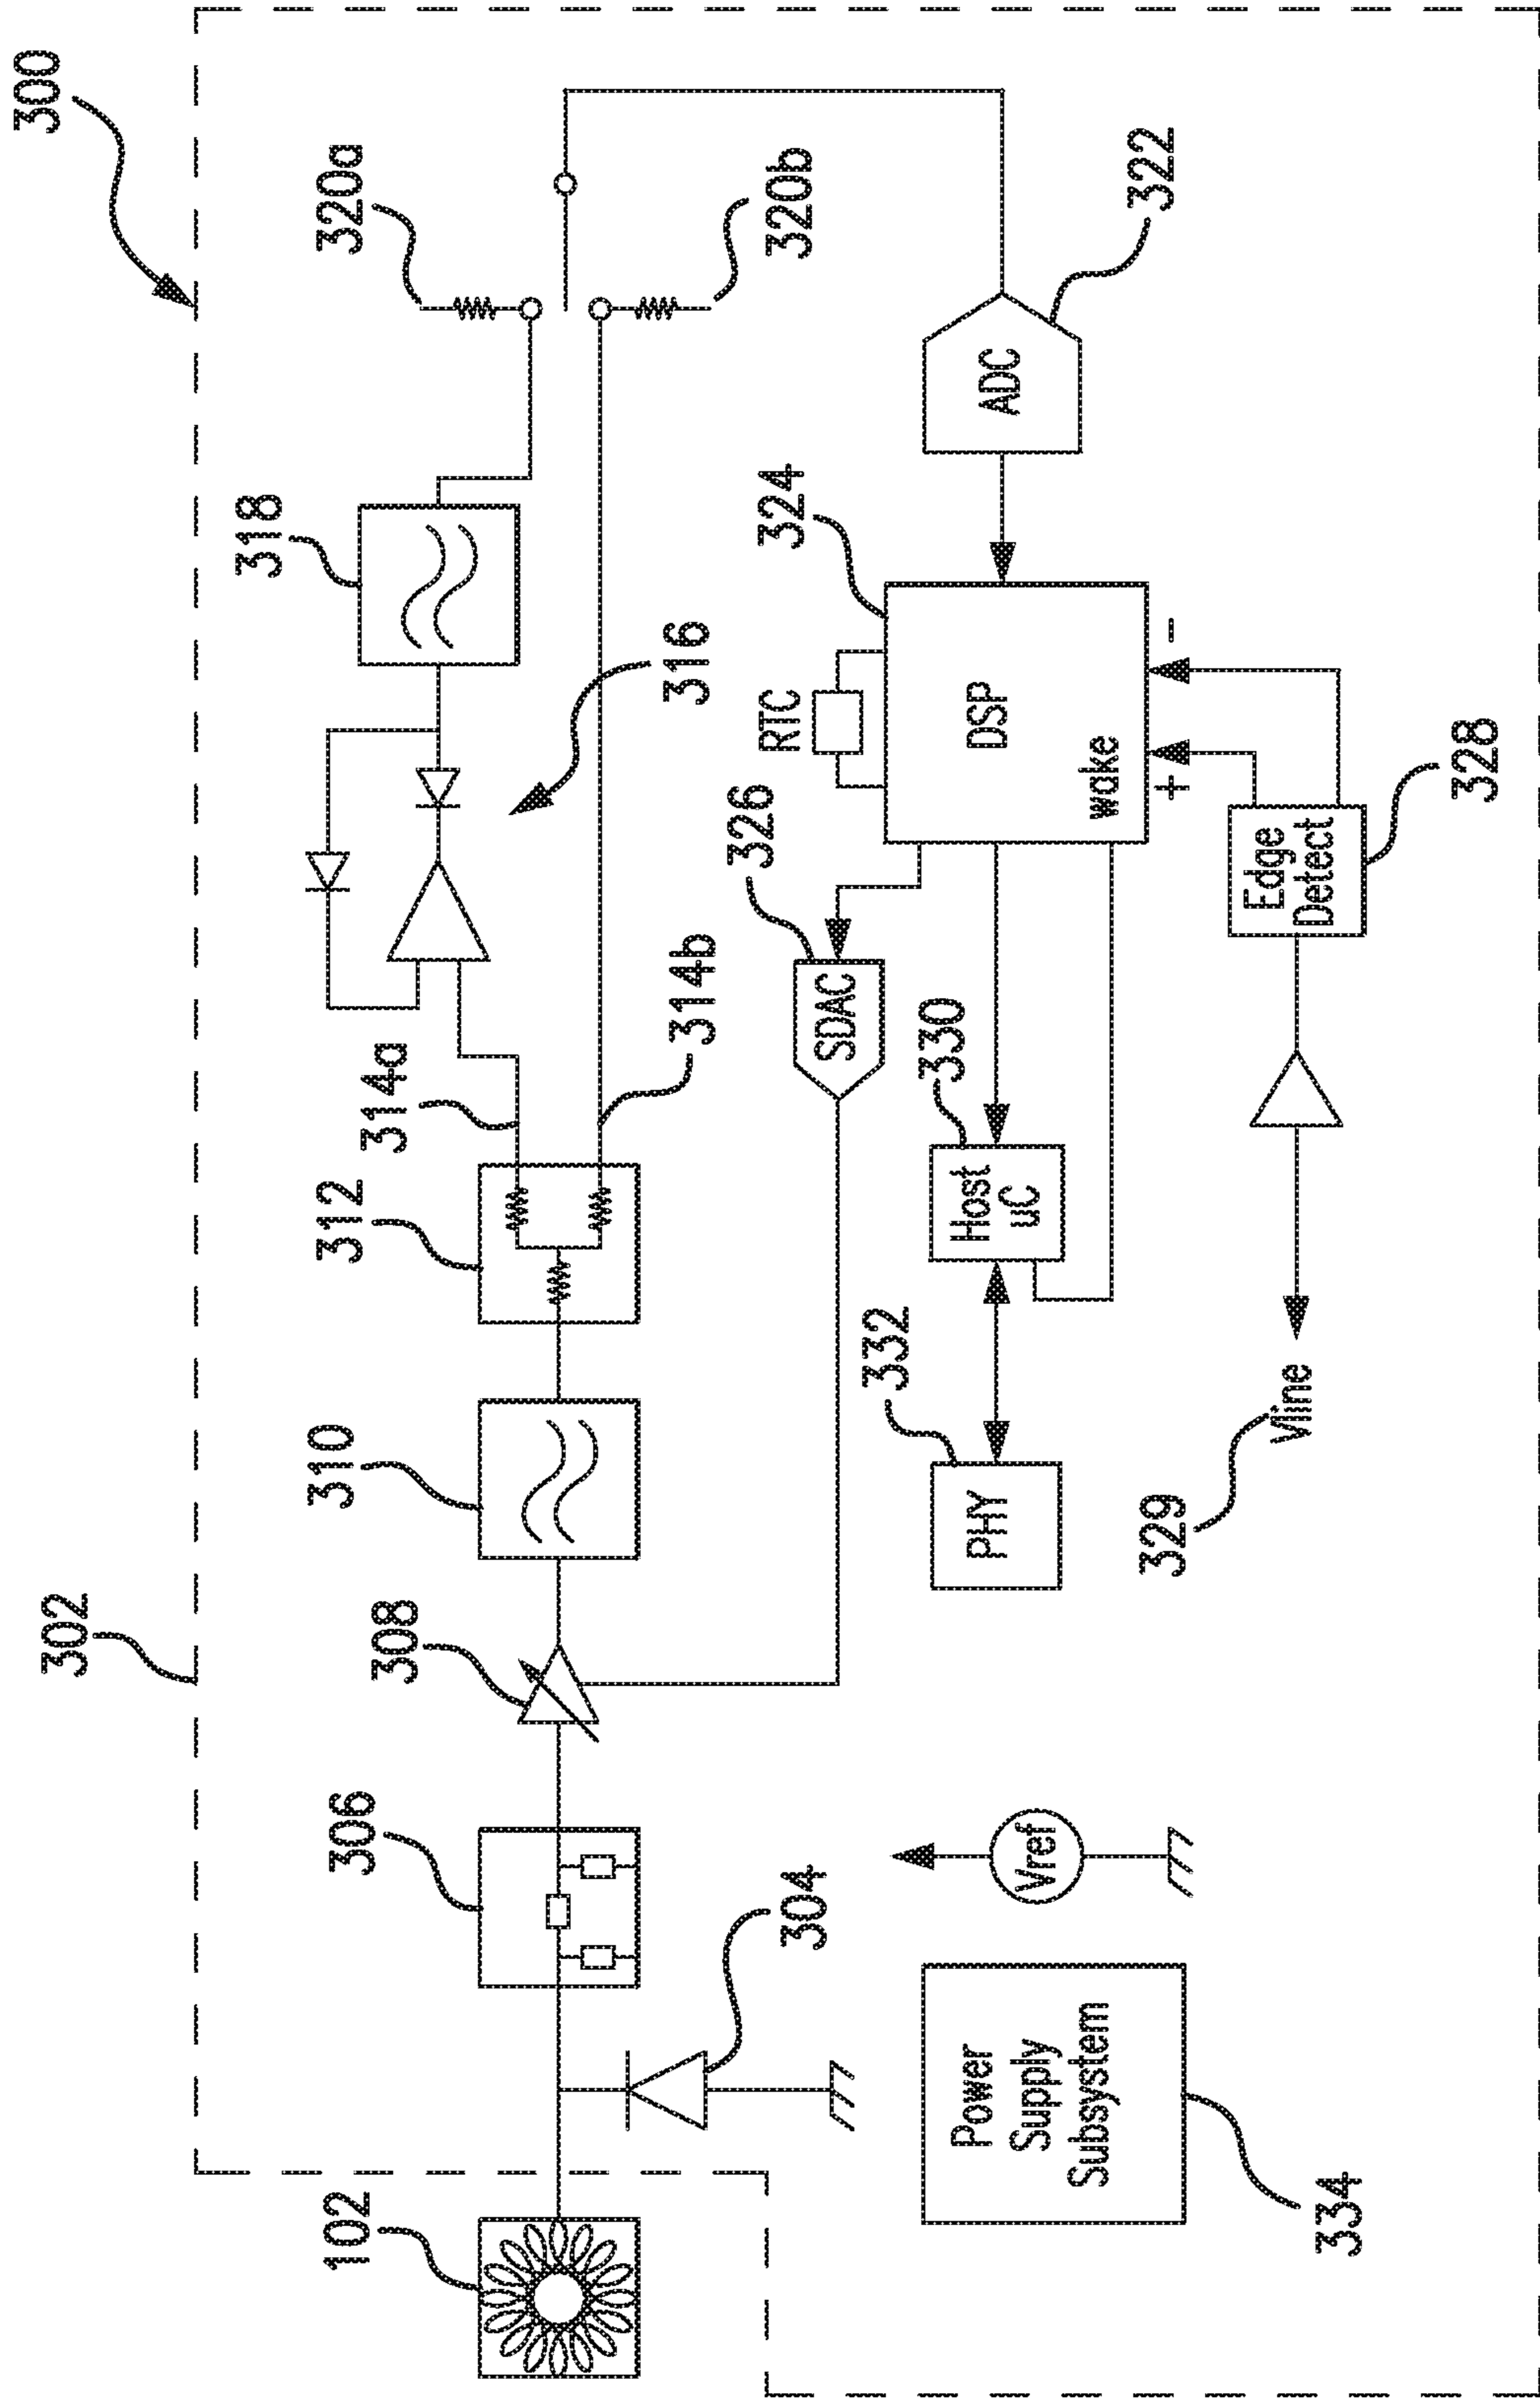 300
302
320a
318
320b
316
314a
314b
312
310
308
306
102
304
322
ADC
324
RTC
DSP
wake
+
-
326
SDAC
330
Host
uC
332
PHY
328
Edge
Detect
329
Vline
Vref
Power
Supply
Subsystem
334